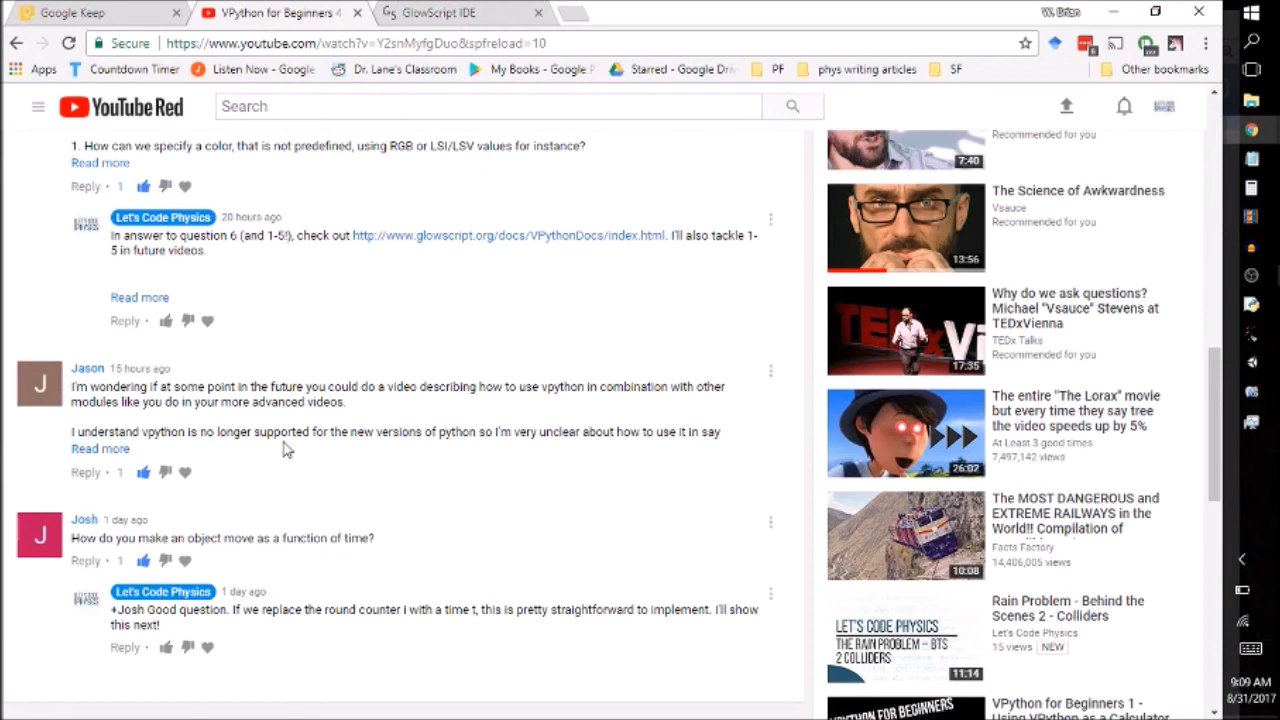 Google Keep
VPython for Beginners 4
GlowScript IDE
W. Brian
Secure
https://www.youtube.com/watch?v=Y2snMyfgDuo&spfreload=10
Apps
Countdown Timer
Listen Now - Google
Dr. Lane's Classroom
My Books - Google P
Starred - Google Dri
PF
phys writing articles
SF
Other bookmarks
YouTube Red
Search
1. How can we specify a color, that is not predefined, using RGB or LSI/LSV values for instance?
Read more
Reply • 1
Let's Code Physics 20 hours ago
In answer to question 6 (and 1-5!), check out http://www.glowscript.org/docs/VPythonDocs/index.html. I'll also tackle 1-
5 in future videos.
Read more
Reply •
J
Jason 15 hours ago
I'm wondering if at some point in the future you could do a video describing how to use vpython in combination with other
modules like you do in your more advanced videos.
I understand vpython is no longer supported for the new versions of python so I'm very unclear about how to use it in say
Read more
Reply • 1
J
Josh 1 day ago
How do you make an object move as a function of time?
Reply • 1
Let's Code Physics 1 day ago
+Josh Good question. If we replace the round counter i with a time t, this is pretty straightforward to implement. I'll show
this next!
Reply •
7:40
Recommended for you
The Science of Awkwardness
Vsauce
Recommended for you
13:56
Why do we ask questions?
Michael "Vsauce" Stevens at
TEDxVienna
TEDx Talks
Recommended for you
17:35
The entire "The Lorax" movie
but every time they say tree
the video speeds up by 5%
At Least 3 good times
7,497,142 views
26:02
The MOST DANGEROUS and
EXTREME RAILWAYS in the
World!! Compilation of
Facts Factory
14,406,005 views
10:08
Rain Problem - Behind the
Scenes 2 - Colliders
Let's Code Physics
15 views NEW
LET'S CODE PHYSICS
THE RAIN PROBLEM – BTS
2 COLLIDERS
11:14
VPython for Beginners 1 -
Using VPython as a Calculator
VPYTHON FOR BEGINNERS
9:09 AM
8/31/2017